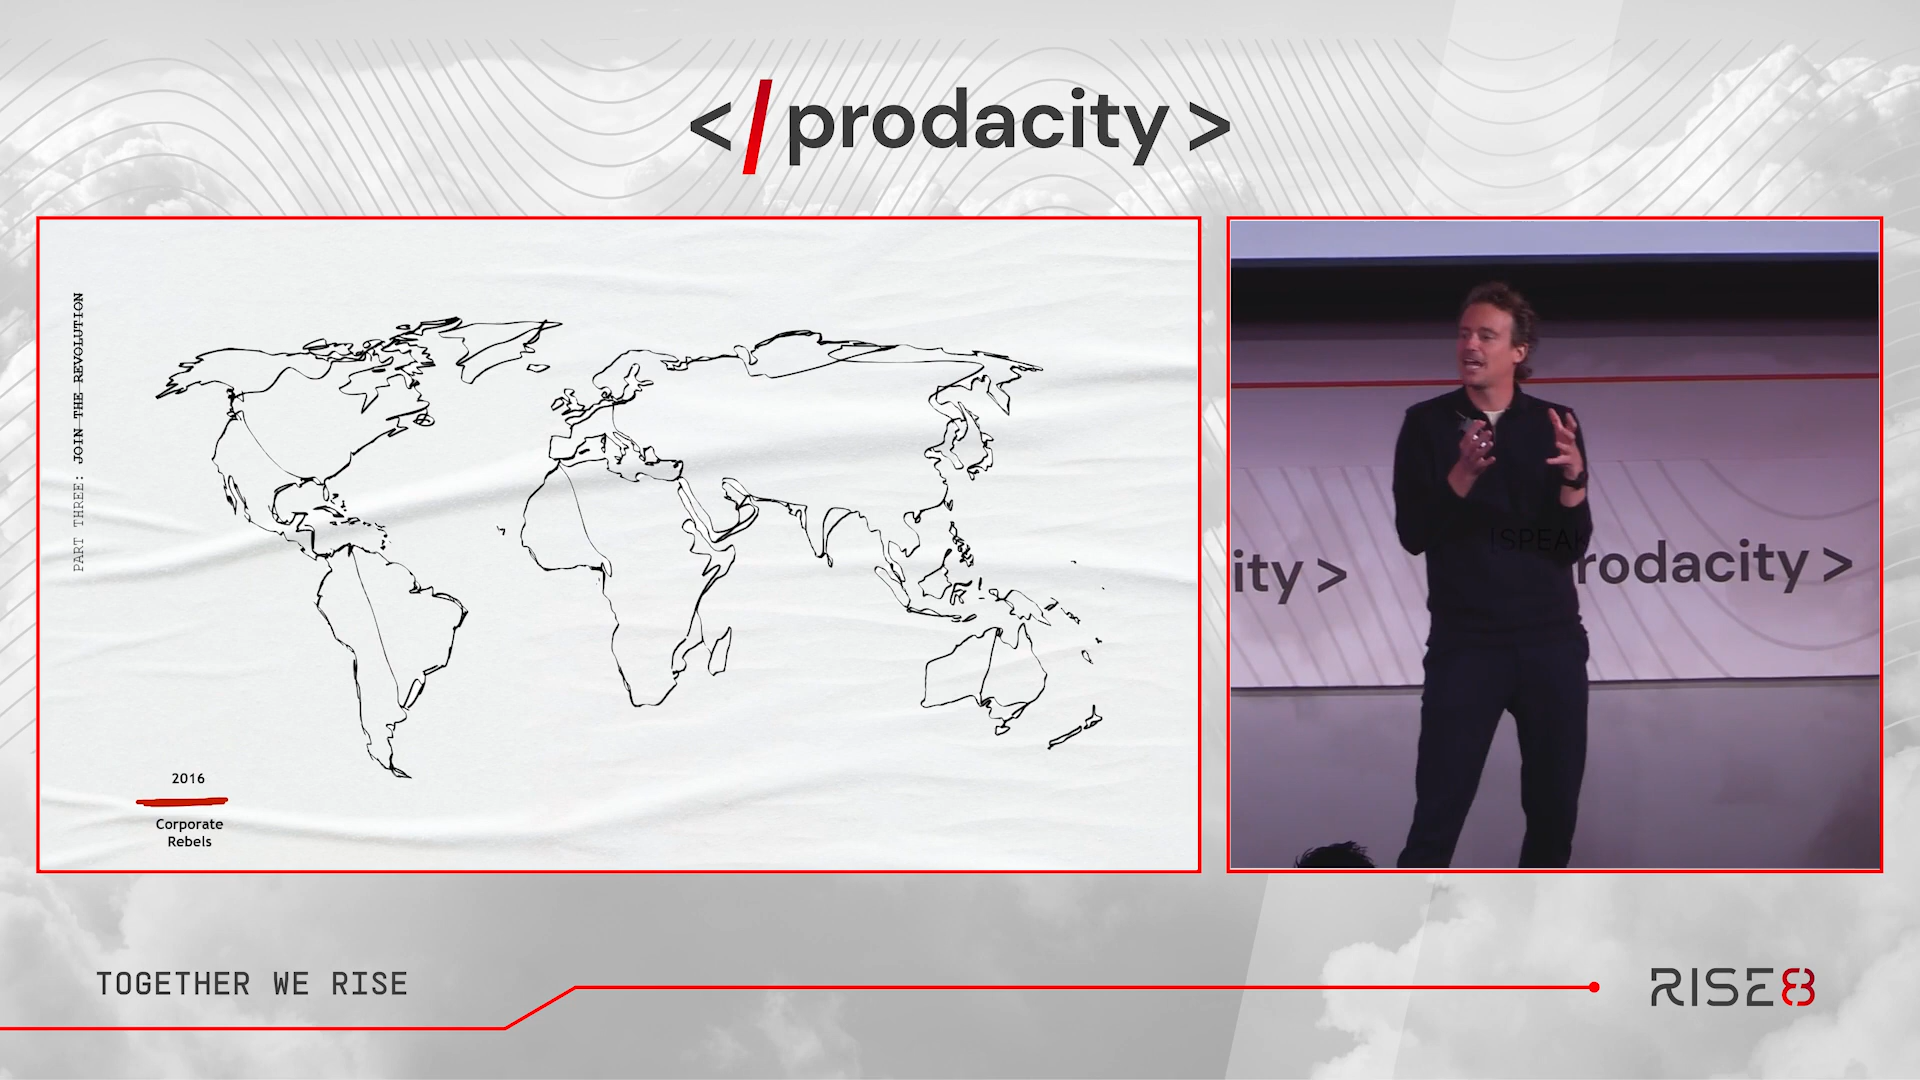 </prodacity>
PART THREE: JOIN THE REVOLUTION
2016
Corporate
Rebels
ity >
|SPEAK
rodacity >
TOGETHER WE RISE
RISE8